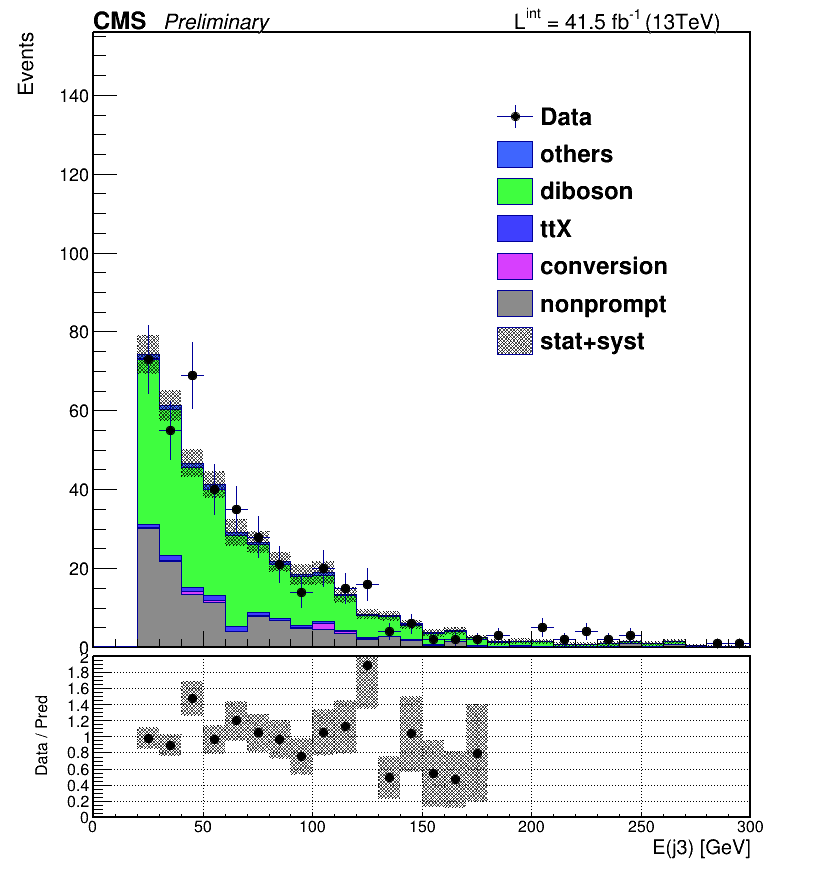 CMS Preliminary L^int = 41.5 fb^-1 (13TeV)
Events
140
120
100
80
60
40
20
0
Data
others
diboson
ttX
conversion
nonprompt
stat+syst
Data / Pred
2
1.8
1.6
1.4
1.2
1
0.8
0.6
0.4
0.2
0
0 50 100 150 200 250 300
E(j3) [GeV]